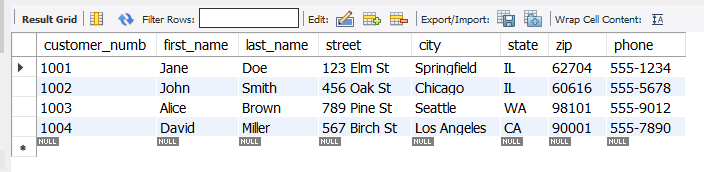 Result Grid Filter Rows: Edit: Export/Import: Wrap Cell Content:
customer_numb first_name last_name street city state zip phone
1001 Jane Doe 123 Elm St Springfield IL 62704 555-1234
1002 John Smith 456 Oak St Chicago IL 60616 555-5678
1003 Alice Brown 789 Pine St Seattle WA 98101 555-9012
1004 David Miller 567 Birch St Los Angeles CA 90001 555-7890
NULL NULL NULL NULL NULL NULL NULL NULL